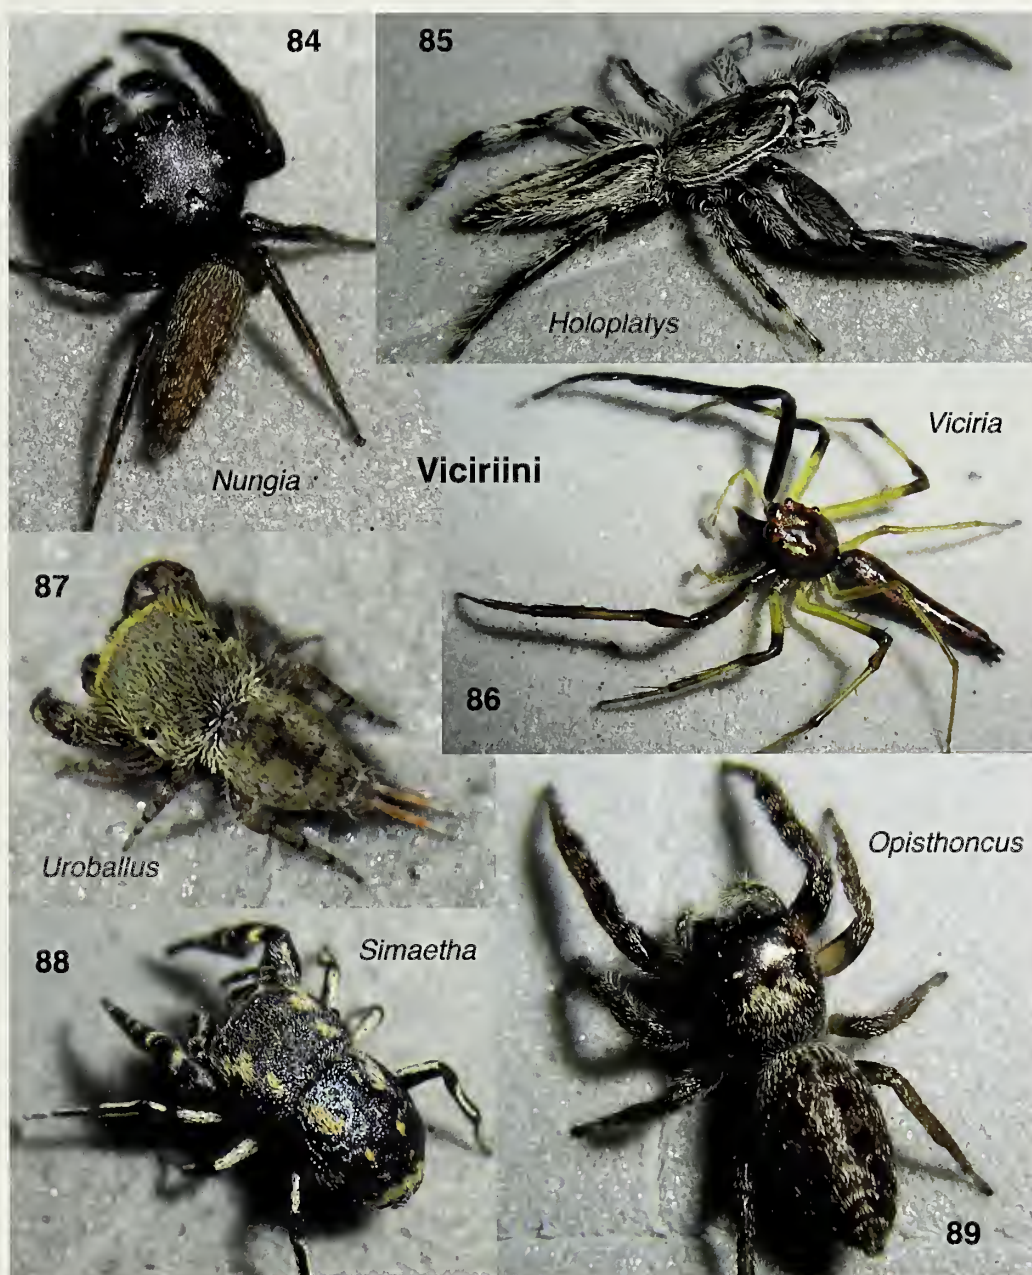 84
85
Holoplatys
Nungia
Viciriini
Viciria
86
87
Uroballus
88
Simaetha
Opisthoncus
89